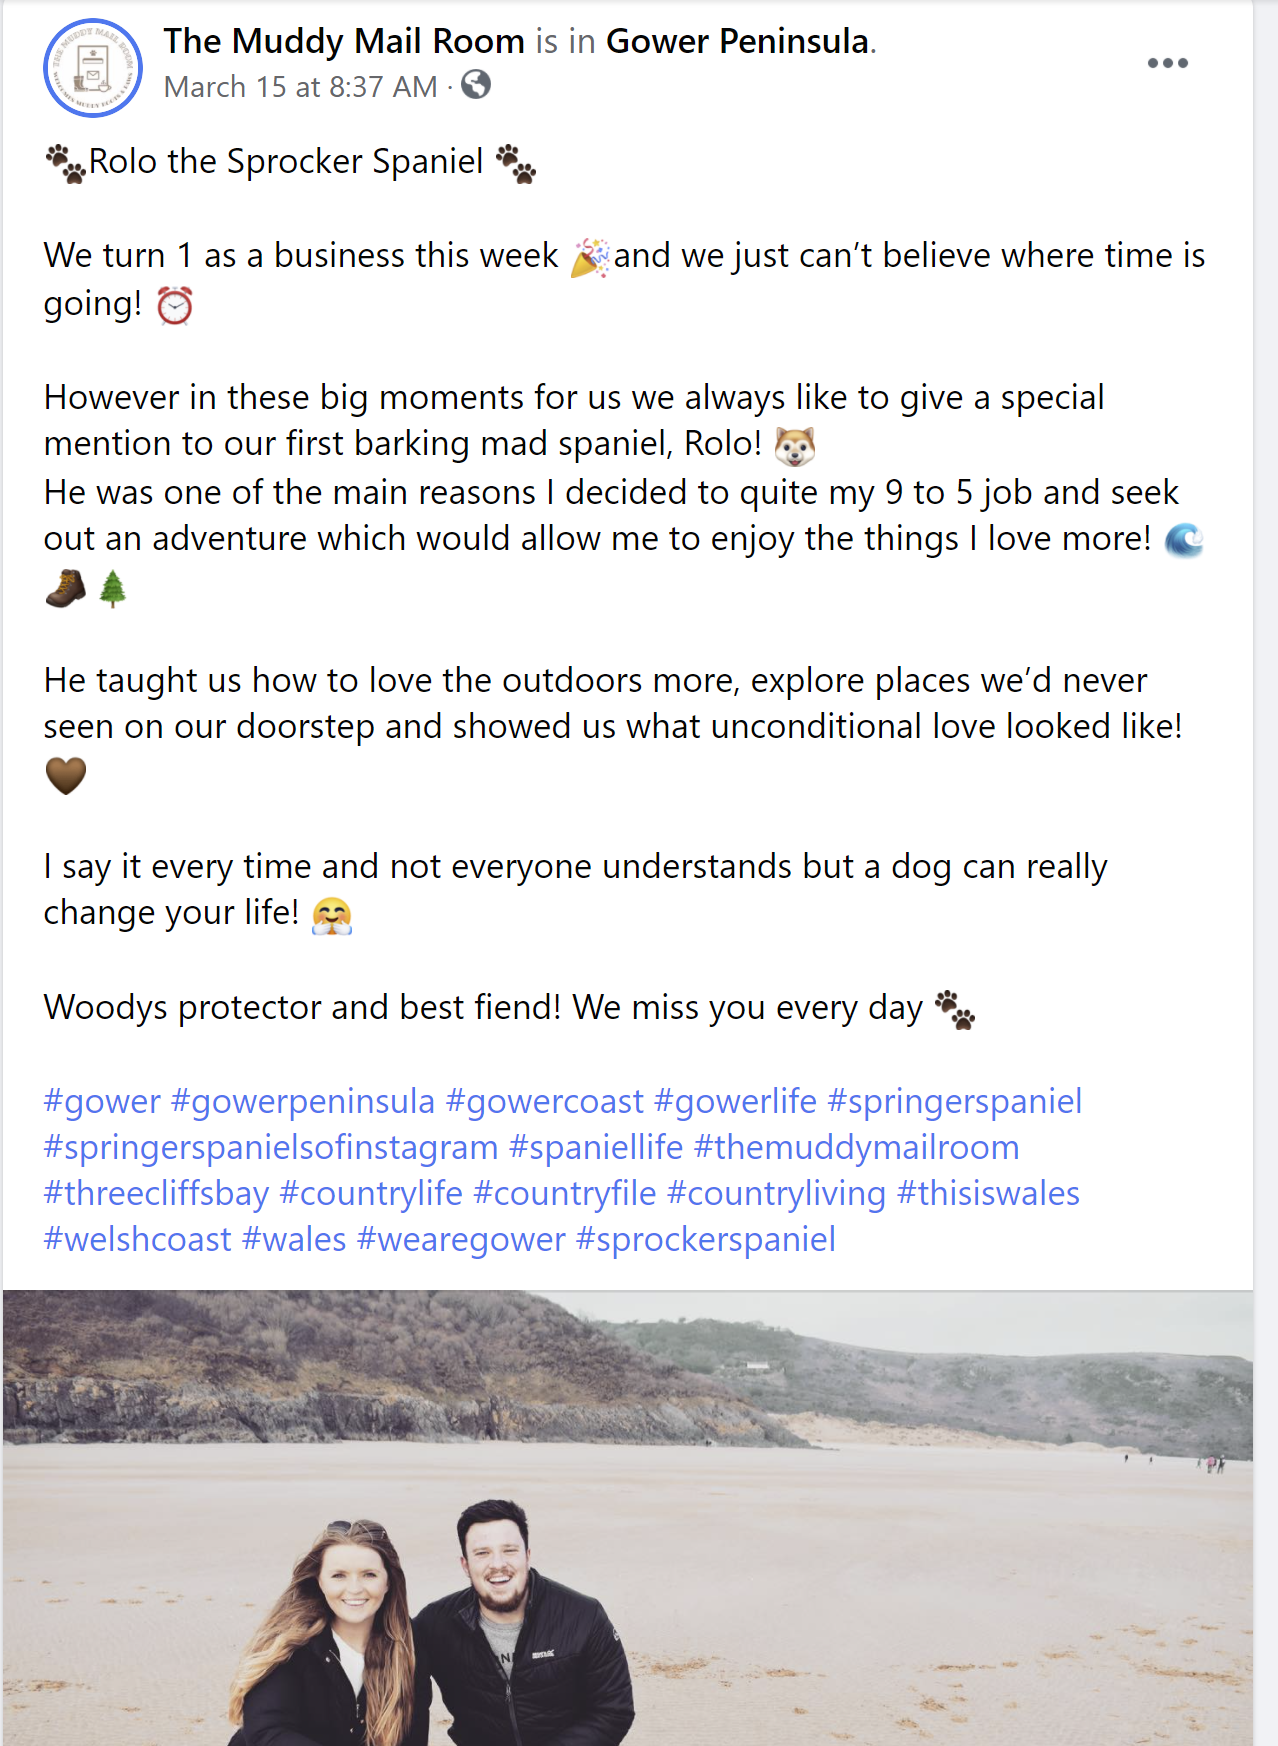 THE MUDDY MAIL ROOM
WELCOMES MUDDY BOOTS & PAWS
The Muddy Mail Room is in Gower Peninsula.
March 15 at 8:37 AM ·
🐾Rolo the Sprocker Spaniel 🐾
We turn 1 as a business this week 🎉and we just can’t believe where time is
going! ⏰
However in these big moments for us we always like to give a special
mention to our first barking mad spaniel, Rolo! 🐶
He was one of the main reasons I decided to quite my 9 to 5 job and seek
out an adventure which would allow me to enjoy the things I love more! 🌊
🥾🌲
He taught us how to love the outdoors more, explore places we’d never
seen on our doorstep and showed us what unconditional love looked like!
🤎
I say it every time and not everyone understands but a dog can really
change your life! 🤗
Woodys protector and best fiend! We miss you every day 🐾
#gower #gowerpeninsula #gowercoast #gowerlife #springerspaniel
#springerspanielsofinstagram #spaniellife #themuddymailroom
#threecliffsbay #countrylife #countryfile #countryliving #thisiswales
#welshcoast #wales #wearegower #sprockerspaniel